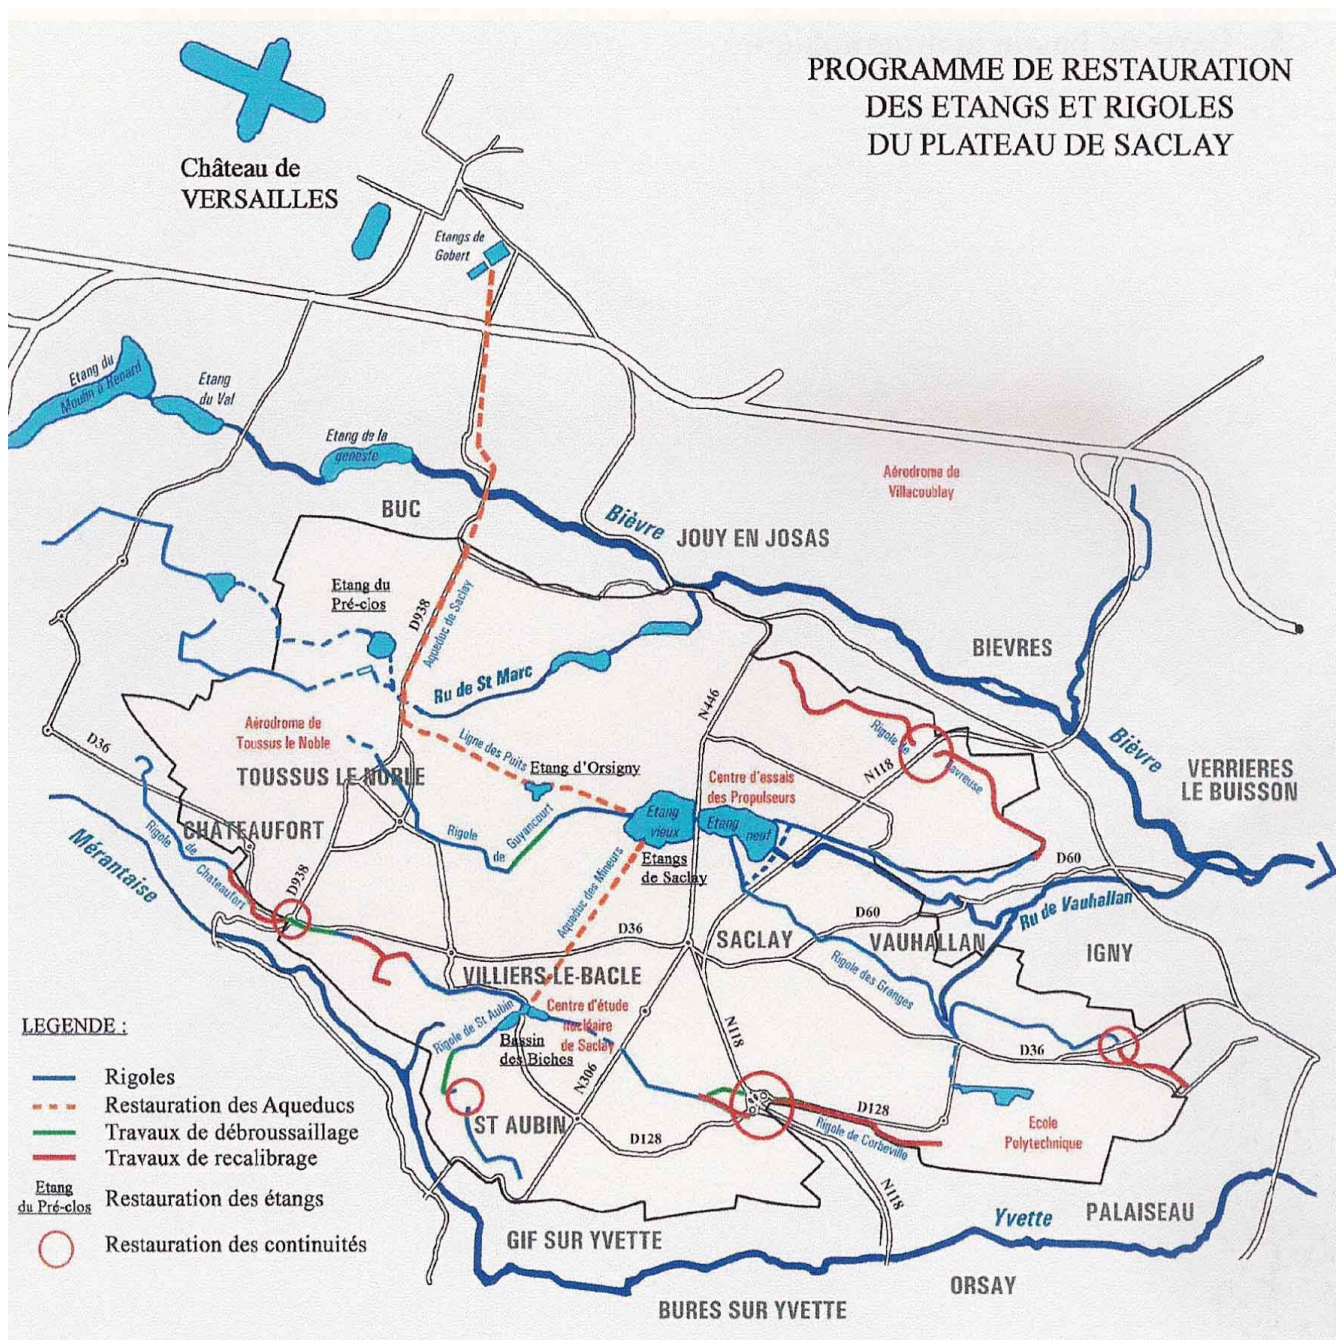 PROGRAMME DE RESTAURATION
DES ETANGS ET RIGOLES
DU PLATEAU DE SACLAY
Château de
VERSAILLES
Etangs de
Gobert
Etang du
Moulin à Renard
Etang
du Val
Etang de la
geneste
Aérodrome de
Villacoublay
BUC
Bièvre
JOUY EN JOSAS
Etang du
Pré-clos
D938
Aqueduc de Saclay
Ru de St Marc
BIEVRES
N446
Aérodrome de
Toussus le Noble
D36
TOUSSUS LE NOBLE
Ligne des Puits
Etang d'Orsigny
Centre d'essais
des Propulseurs
Rigole de
Favreuse
N118
Bièvre
VERRIERES
LE BUISSON
CHATEAUFORT
Rigole
de
Chateaufort
Rigole
de
Guyancourt
Etang
vieux
Etang
neuf
Etangs
de Saclay
Mérantaise
D938
Aqueduc des Mineurs
D60
Ru de Vauhallan
D60
D36
SACLAY
VAUHALLAN
IGNY
VILLIERS-LE-BACLE
Rigole des Granges
Rigole de St Aubin
Centre d'étude
nucléaire
de Saclay
Bassin
des Biches
N306
N118
D36
LEGENDE :
Rigoles
Restauration des Aqueducs
Travaux de débroussaillage
Travaux de recalibrage
Etang
du Pré-clos
Restauration des étangs
Restauration des continuités
ST AUBIN
D128
D128
Rigole de Corbeville
Ecole
Polytechnique
N118
Yvette
PALAISEAU
GIF SUR YVETTE
ORSAY
BURES SUR YVETTE